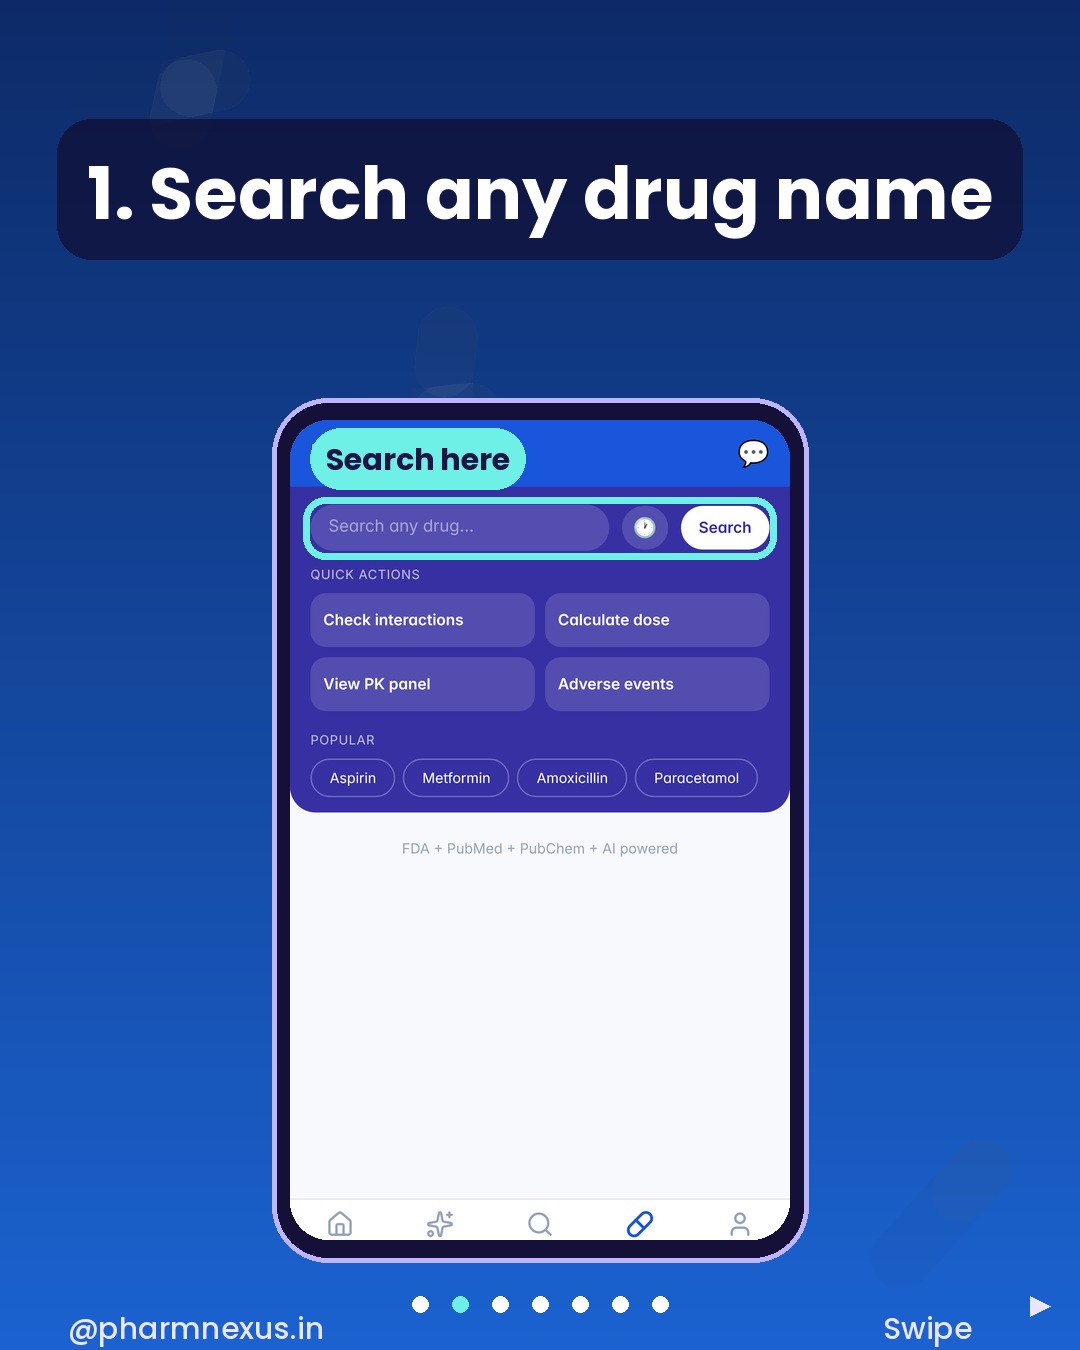 1. Search any drug name
Search here
Search any drug...
Search
QUICK ACTIONS
Check interactions
Calculate dose
View PK panel
Adverse events
POPULAR
Aspirin
Metformin
Amoxicillin
Paracetamol
FDA + PubMed + PubChem + AI powered
@pharmnexus.in
Swipe